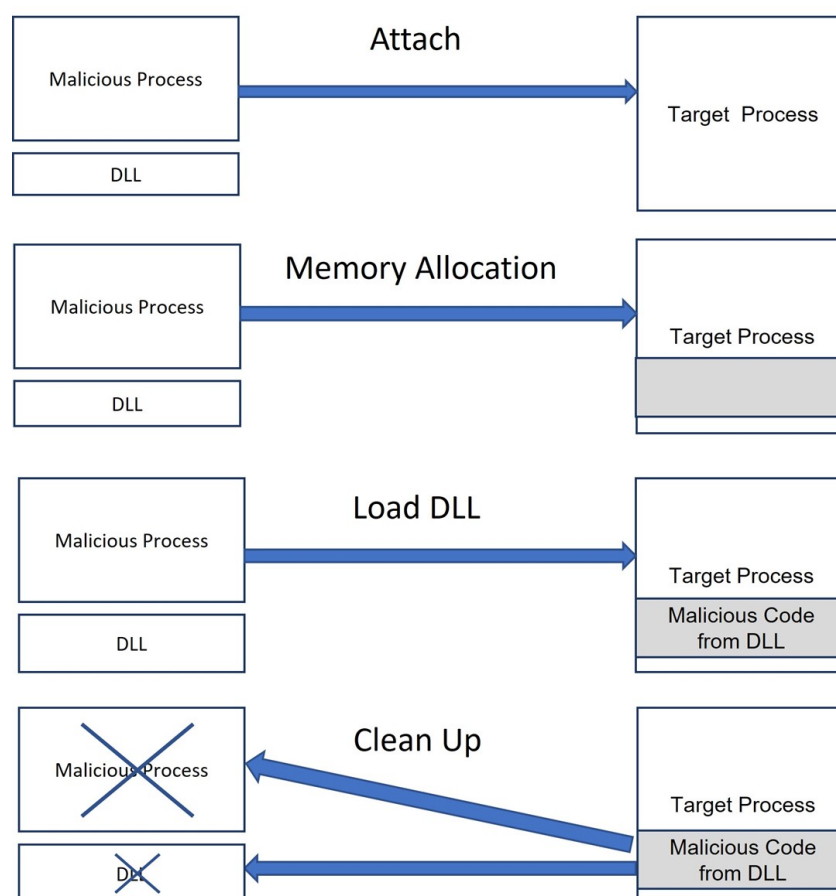 Attach
Malicious Process
Target Process
DLL
Memory Allocation
Malicious Process
Target Process
DLL
Load DLL
Malicious Process
Target Process
Malicious Code
from DLL
DLL
Clean Up
Malicious Process
Target Process
Malicious Code
from DLL
DLL